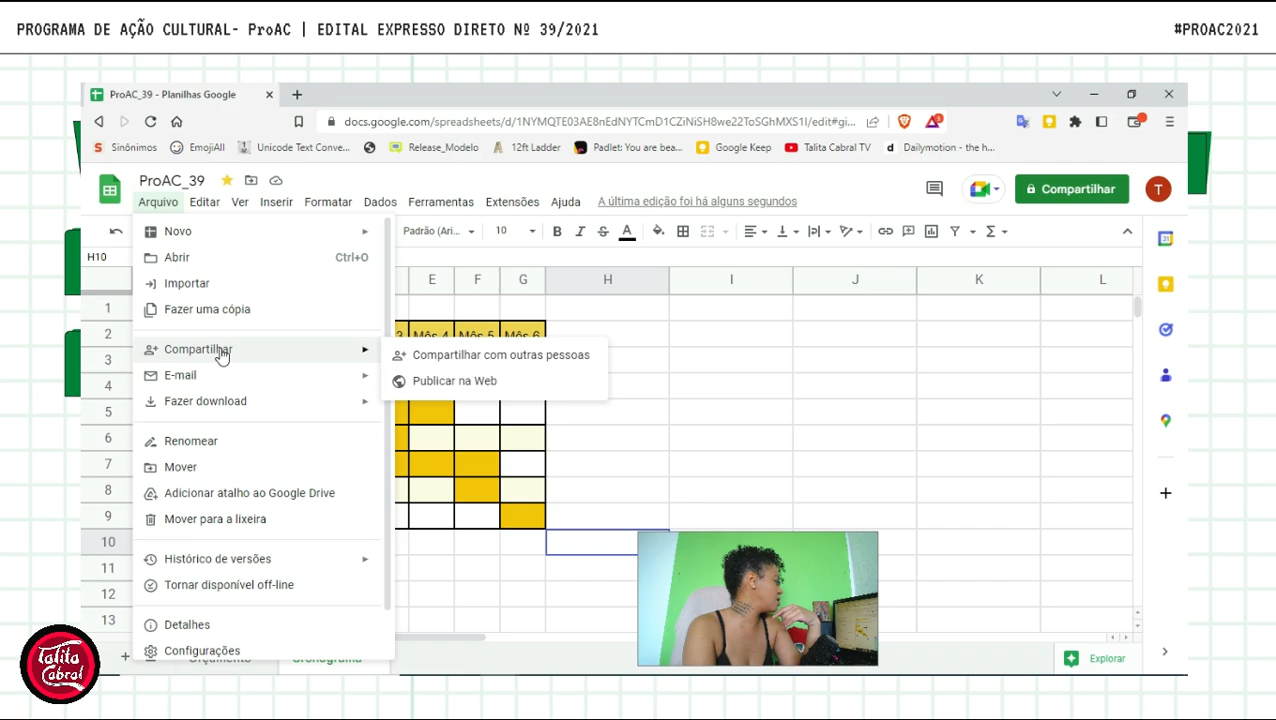 PROGRAMA DE AÇÃO CULTURAL- ProAC | EDITAL EXPRESSO DIRETO Nº 39/2021
#PROAC2021
ProAC_39 - Planilhas Google
docs.google.com/spreadsheets/d/1NYMQTE03AE8nEdNYTCmD1CZiNiSH8we22ToSGhMXS1I/edit#gi...
Sinônimos
EmojiAll
Unicode Text Conve...
Release_Modelo
12ft Ladder
Padlet: You are bea...
Google Keep
Talita Cabral TV
Dailymotion - the h...
ProAC_39
Arquivo
Editar
Ver
Inserir
Formatar
Dados
Ferramentas
Extensões
Ajuda
A última edição foi há alguns segundos
Compartilhar
T
Padrão (Ari...
10
B
I
S
A
H10
E
F
G
H
I
J
K
L
1
2
3
4
5
6
7
8
9
10
11
12
13
3
Mês 4
Mês 5
Mês 6
Novo
Abrir
Ctrl+O
Importar
Fazer uma cópia
Compartilhar
E-mail
Fazer download
Renomear
Mover
Adicionar atalho ao Google Drive
Mover para a lixeira
Histórico de versões
Tornar disponível off-line
Detalhes
Configurações
Compartilhar com outras pessoas
Publicar na Web
Orçamento
Cronograma
Explorar
Talita
Cabral